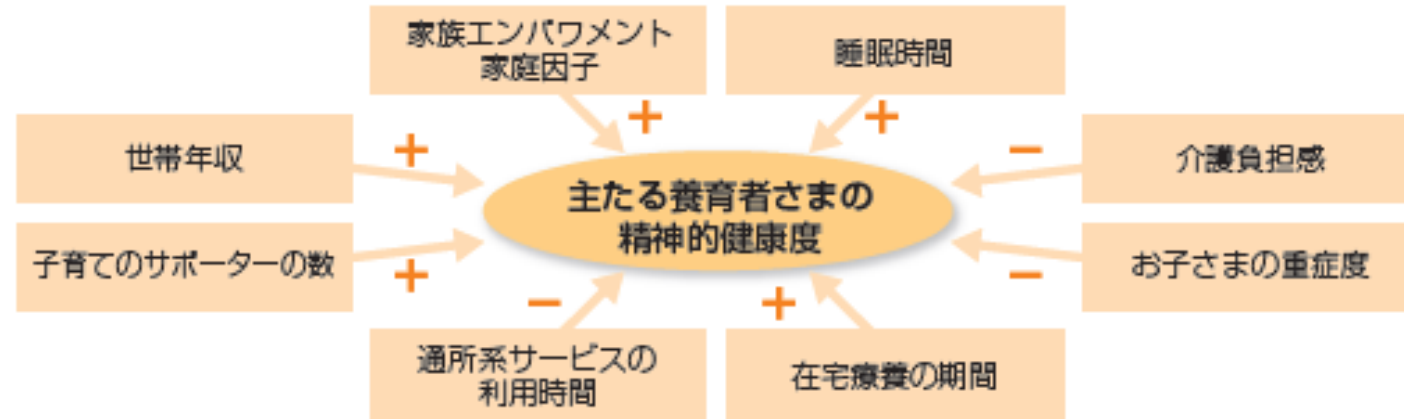 家族エンパワメント
家庭因子
睡眠時間
+
+
世帯年収
+
−
介護負担感
主たる養育者さまの
精神的健康度
子育てのサポーターの数
+
−
お子さまの重症度
−
+
通所系サービスの
利用時間
在宅療養の期間